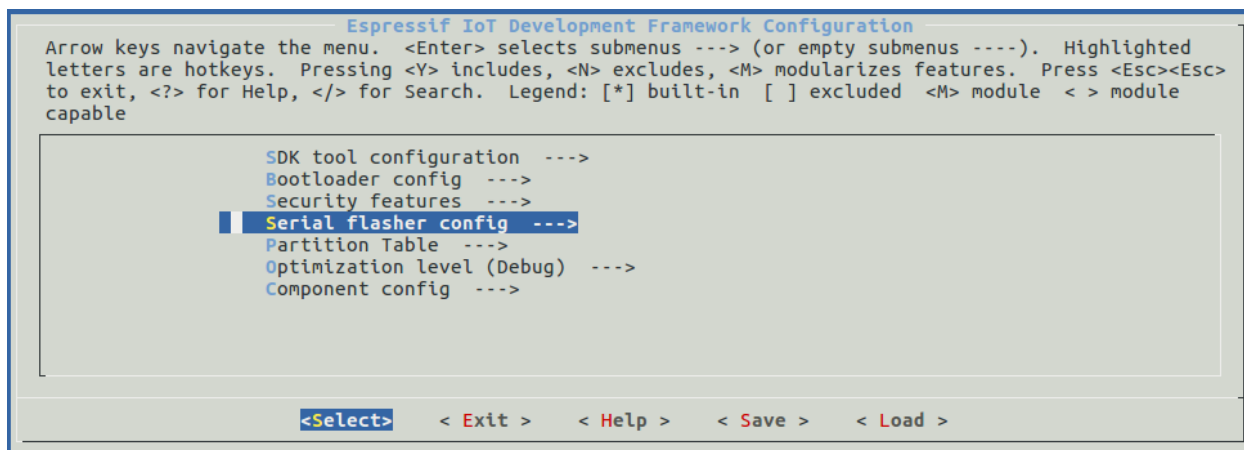 Espressif IoT Development Framework Configuration
Arrow keys navigate the menu.  <Enter> selects submenus ---> (or empty submenus ----).  Highlighted
letters are hotkeys.  Pressing <Y> includes, <N> excludes, <M> modularizes features.  Press <Esc><Esc>
to exit, <?> for Help, </> for Search.  Legend: [*] built-in  [ ] excluded  <M> module  < > module
capable
SDK tool configuration  --->
Bootloader config  --->
Security features  --->
Serial flasher config  --->
Partition Table  --->
Optimization level (Debug)  --->
Component config  --->
<Select>    < Exit >    < Help >    < Save >    < Load >